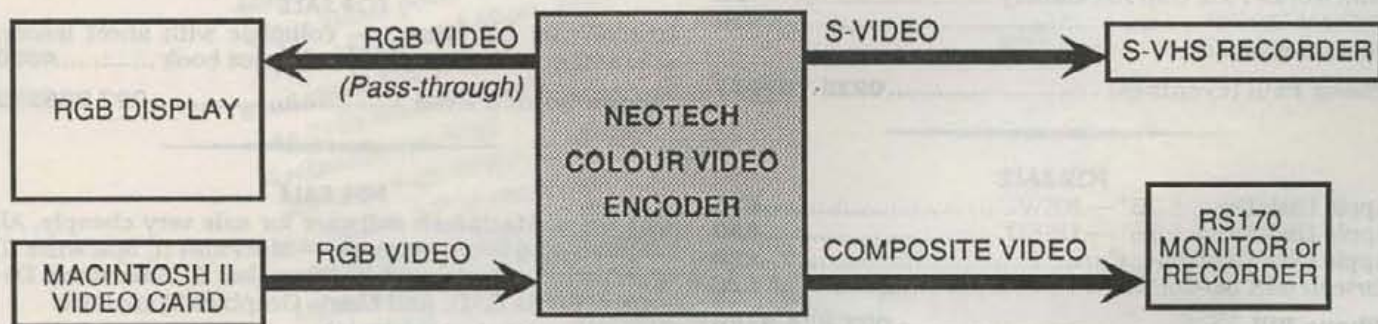 RGB DISPLAY
RGB VIDEO
(Pass-through)
MACINTOSH II
VIDEO CARD
RGB VIDEO
NEOTECH
COLOUR VIDEO
ENCODER
S-VIDEO
S-VHS RECORDER
COMPOSITE VIDEO
RS170
MONITOR or
RECORDER